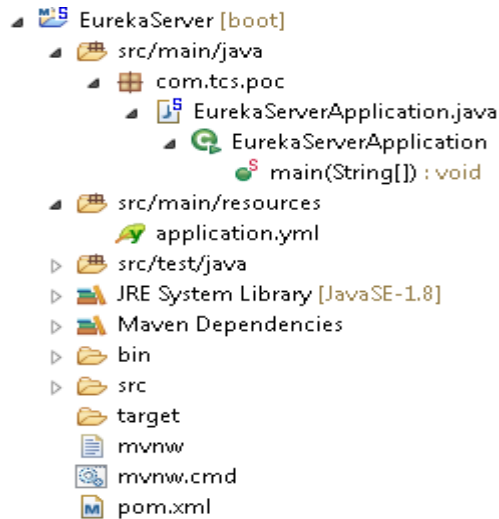 EurekaServer [boot]
src/main/java
com.tcs.poc
EurekaServerApplication.java
EurekaServerApplication
main(String[]) : void
src/main/resources
application.yml
src/test/java
JRE System Library [JavaSE-1.8]
Maven Dependencies
bin
src
target
mvnw
mvnw.cmd
pom.xml